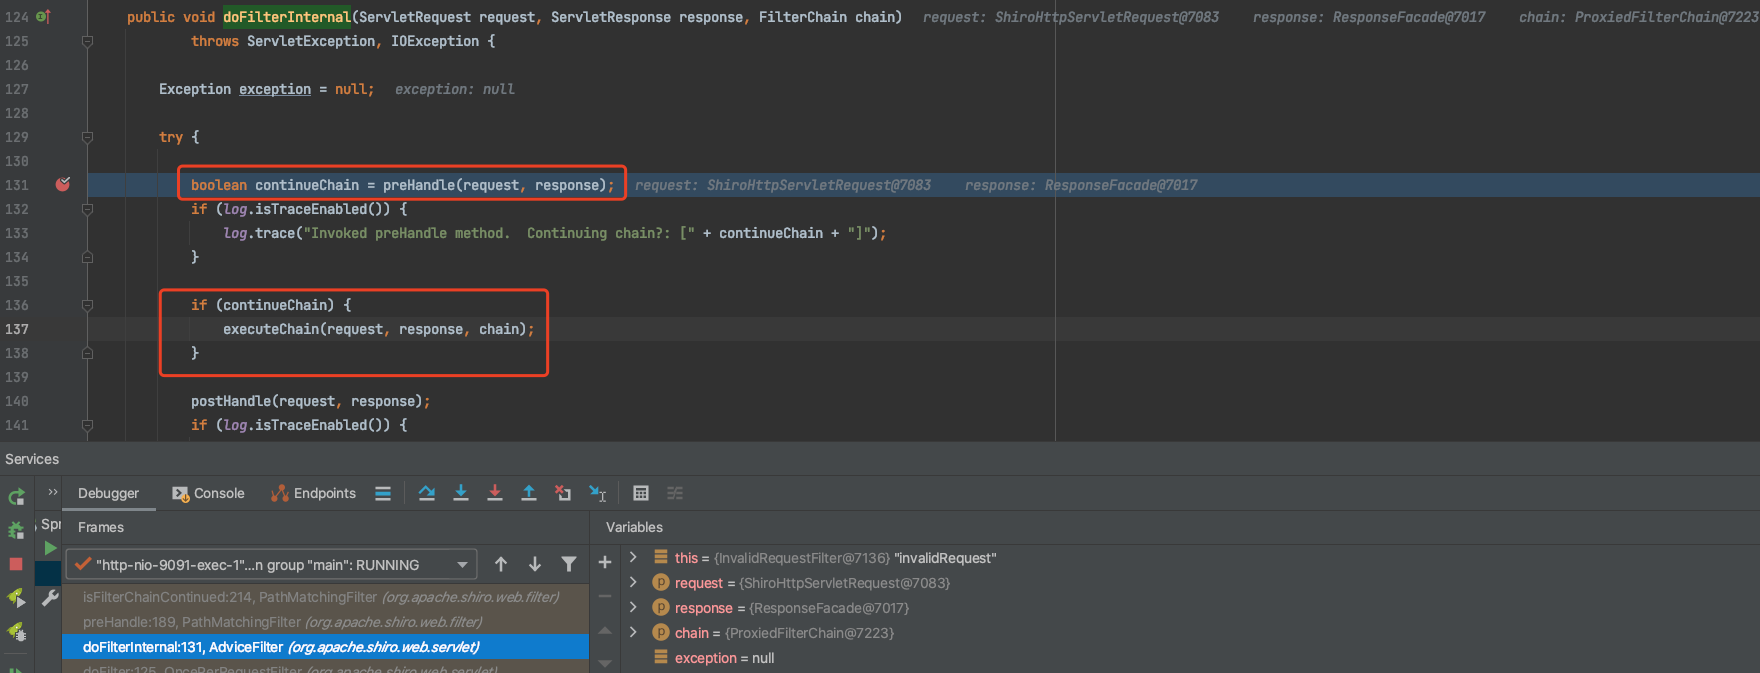 124 public void doFilterInternal(ServletRequest request, ServletResponse response, FilterChain chain) request: ShiroHttpServletRequest@7083 response: ResponseFacade@7017 chain: ProxiedFilterChain@7223
125 throws ServletException, IOException {
126
127 Exception exception = null; exception: null
128
129 try {
130
131 boolean continueChain = preHandle(request, response); request: ShiroHttpServletRequest@7083 response: ResponseFacade@7017
132 if (log.isTraceEnabled()) {
133 log.trace("Invoked preHandle method.  Continuing chain?: [" + continueChain + "]");
134 }
135
136 if (continueChain) {
137 executeChain(request, response, chain);
138 }
139
140 postHandle(request, response);
141 if (log.isTraceEnabled()) {
Services
Debugger Console Endpoints
Spr
Frames
"http-nio-9091-exec-1"...n group "main": RUNNING
isFilterChainContinued:214, PathMatchingFilter (org.apache.shiro.web.filter)
preHandle:189, PathMatchingFilter (org.apache.shiro.web.filter)
doFilterInternal:131, AdviceFilter (org.apache.shiro.web.servlet)
doFilter:125, OncePerRequestFilter (org.apache.shiro.web.servlet)
Variables
this = {InvalidRequestFilter@7136} "invalidRequest"
request = {ShiroHttpServletRequest@7083}
response = {ResponseFacade@7017}
chain = {ProxiedFilterChain@7223}
exception = null